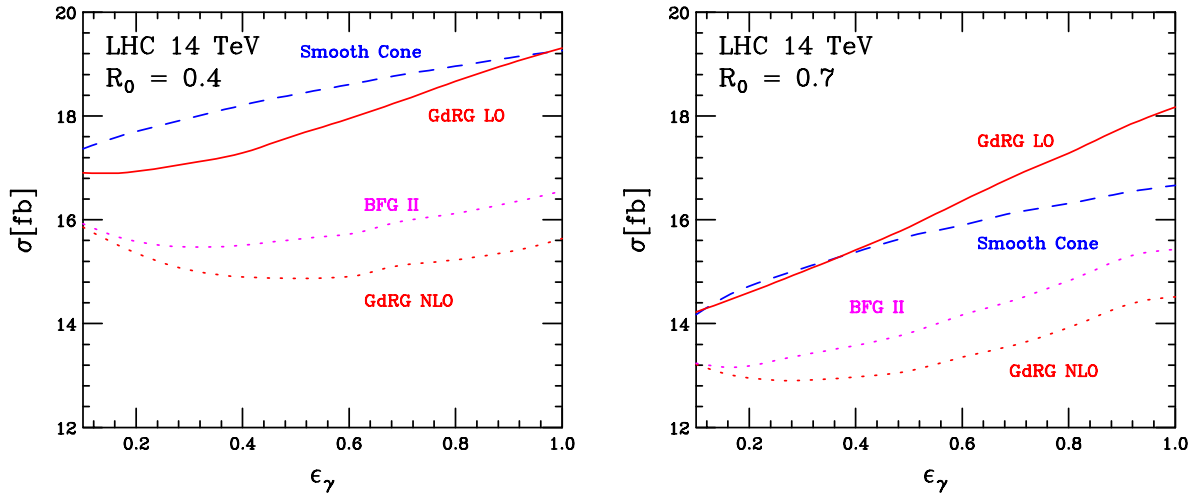 20
18
16
14
12
σ[fb]
LHC 14 TeV
R₀ = 0.4
Smooth Cone
GdRG LO
BFG II
GdRG NLO
0.2 0.4 0.6 0.8 1.0
ϵᵧ
20
18
16
14
12
σ[fb]
LHC 14 TeV
R₀ = 0.7
GdRG LO
Smooth Cone
BFG II
GdRG NLO
0.2 0.4 0.6 0.8 1.0
ϵᵧ